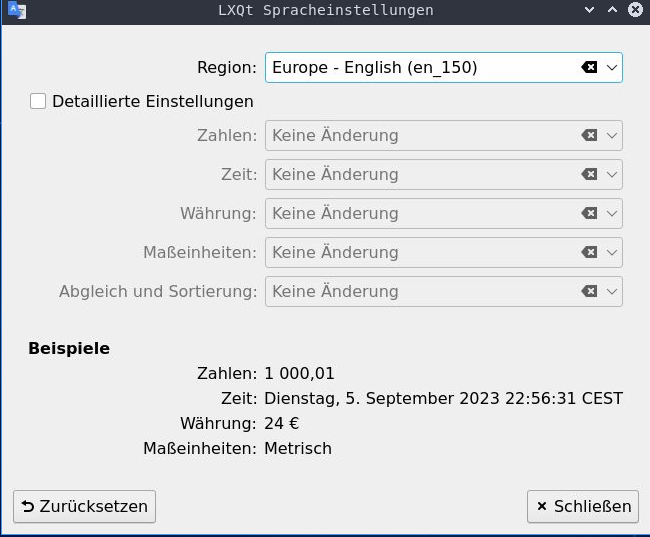 LXQt Spracheinstellungen
Region: Europe - English (en_150)
Detaillierte Einstellungen
Zahlen: Keine Änderung
Zeit: Keine Änderung
Währung: Keine Änderung
Maßeinheiten: Keine Änderung
Abgleich und Sortierung: Keine Änderung
Beispiele
Zahlen: 1 000,01
Zeit: Dienstag, 5. September 2023 22:56:31 CEST
Währung: 24 €
Maßeinheiten: Metrisch
Zurücksetzen Schließen